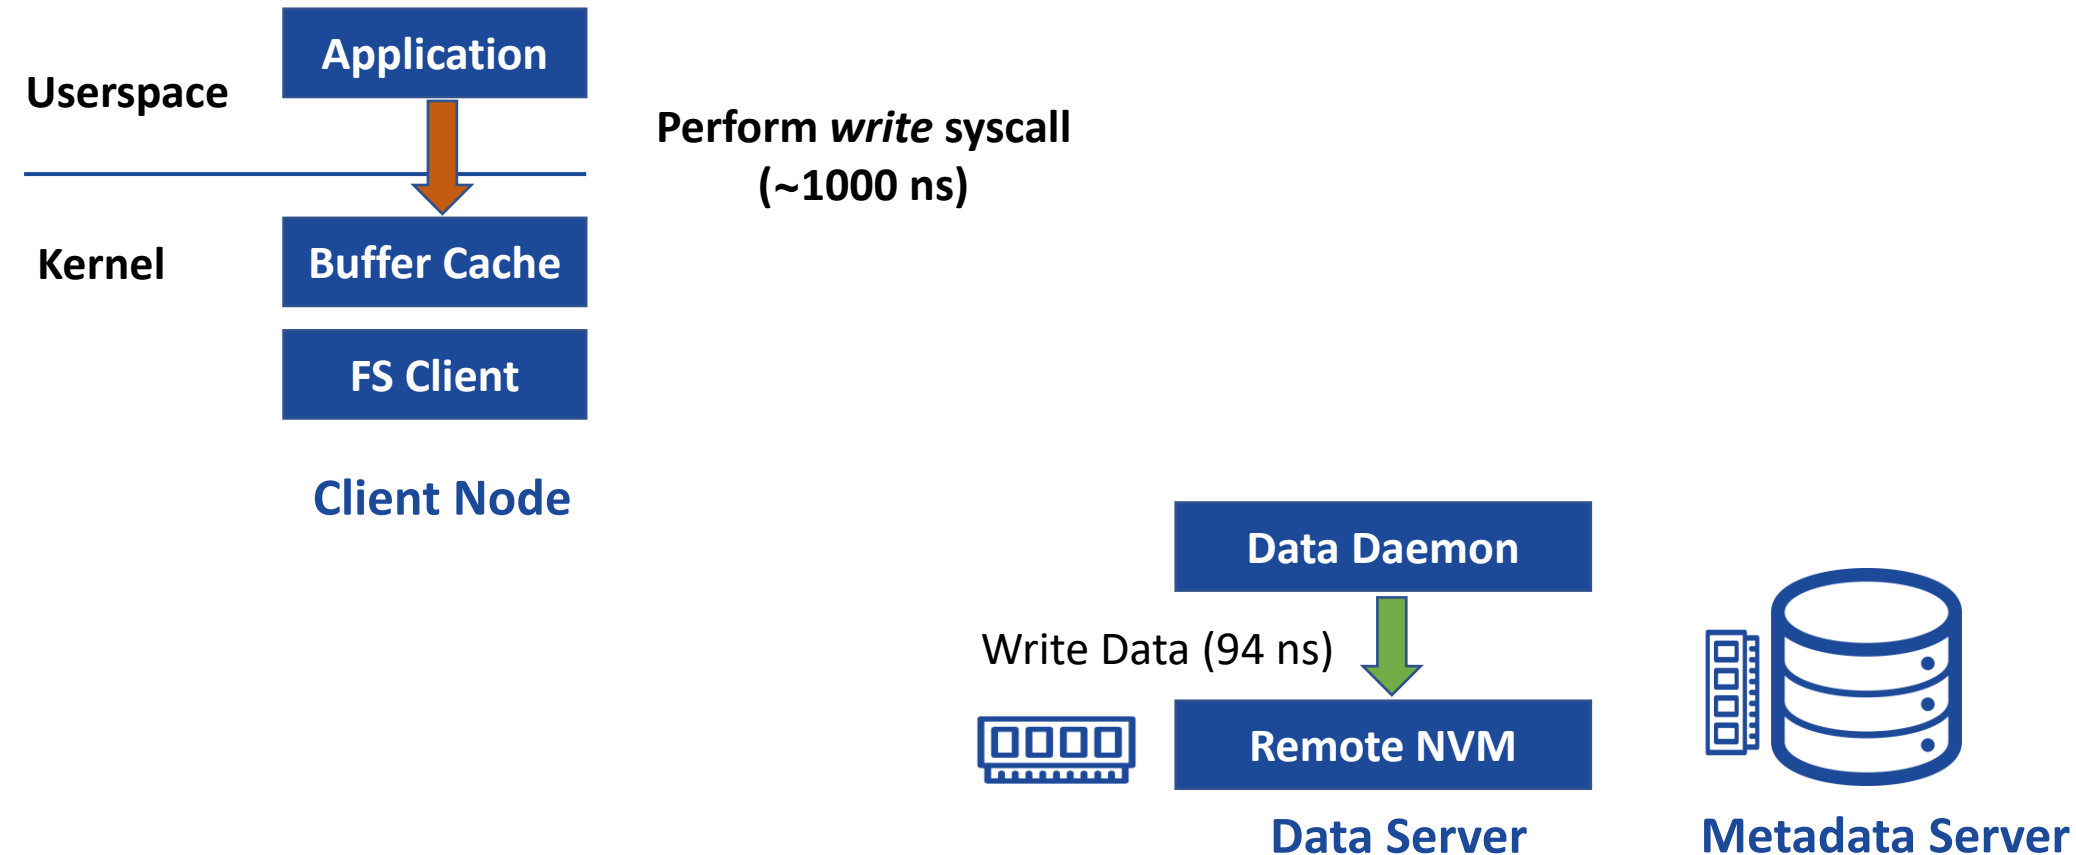 Application
Userspace
Perform write syscall
(~1000 ns)
Kernel
Buffer Cache
FS Client
Client Node
Data Daemon
Write Data (94 ns)
Remote NVM
Data Server
Metadata Server